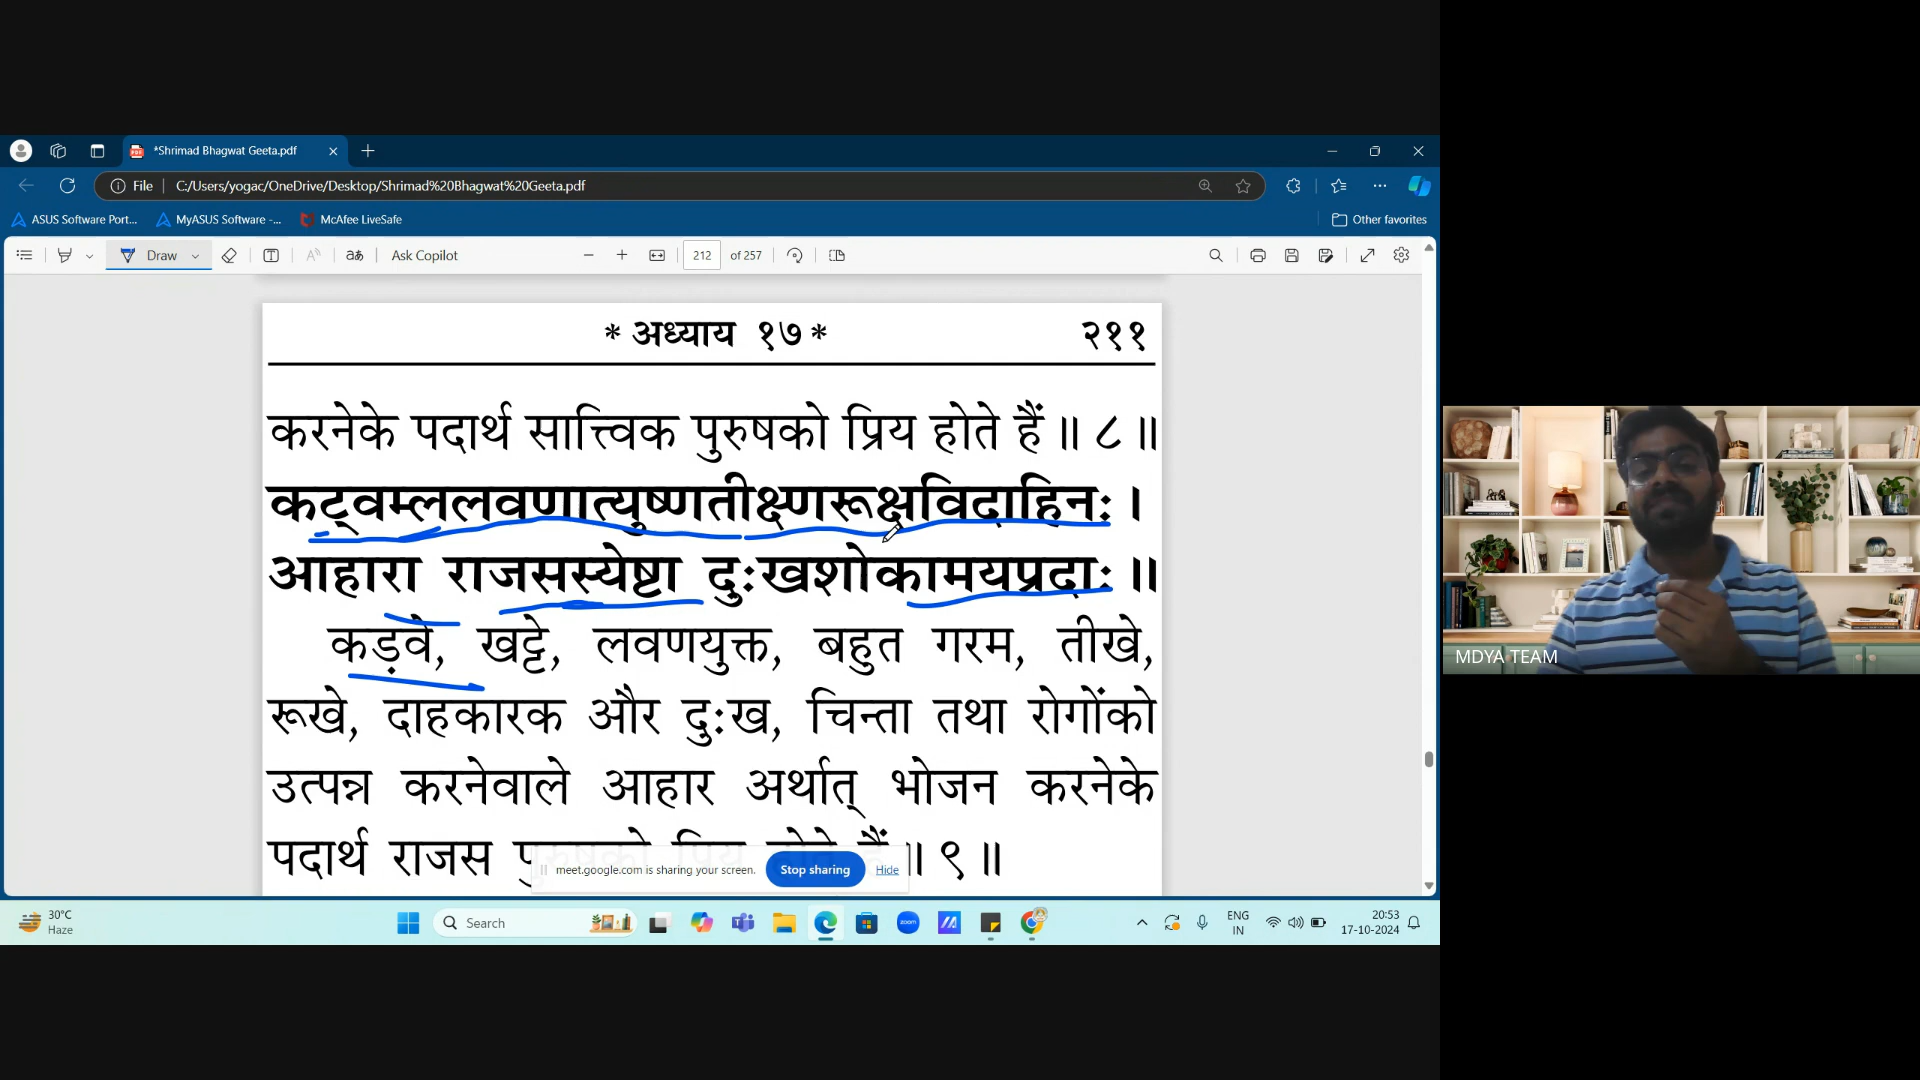 *Shrimad Bhagwat Geeta.pdf
File C:/Users/yogac/OneDrive/Desktop/Shrimad%20Bhagwat%20Geeta.pdf
ASUS Software Port... MyASUS Software -... McAfee LiveSafe Other favorites
Draw Ask Copilot 212 of 257
* अध्याय १७ * २११
करनेके पदार्थ सात्त्विक पुरुषको प्रिय होते हैं ॥ ८ ॥
कट्वम्ललवणात्युष्णतीक्ष्णरूक्षविदाहिनः ।
आहारा राजसस्येष्टा दुःखशोकामयप्रदाः ॥
कड़वे, खट्टे, लवणयुक्त, बहुत गरम, तीखे,
रूखे, दाहकारक और दुःख, चिन्ता तथा रोगोंको
उत्पन्न करनेवाले आहार अर्थात् भोजन करनेके
पदार्थ राजस पुरुषको प्रिय होते हैं ॥ ९ ॥
meet.google.com is sharing your screen. Stop sharing Hide
MDYA TEAM
30°C
Haze
Search
zoom
ENG
IN
20:53
17-10-2024